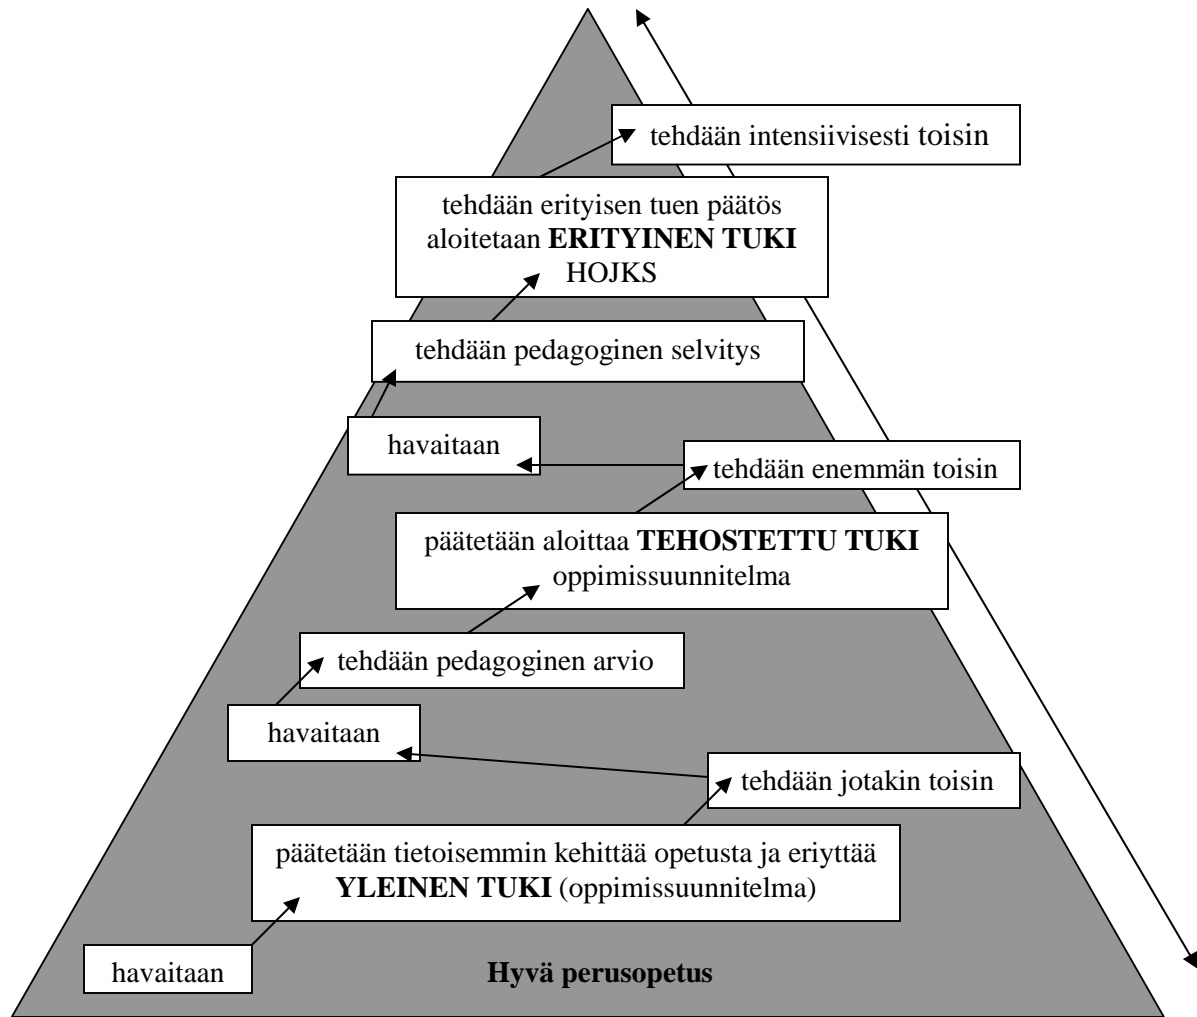 tehdään intensiivisesti toisin
tehdään erityisen tuen päätös
aloitetaan ERITYINEN TUKI
HOJKS
tehdään pedagoginen selvitys
havaitaan
tehdään enemmän toisin
päätetään aloittaa TEHOSTETTU TUKI
oppimissuunnitelma
tehdään pedagoginen arvio
havaitaan
tehdään jotakin toisin
päätetään tietoisemmin kehittää opetusta ja eriyttää
YLEINEN TUKI (oppimissuunnitelma)
havaitaan
Hyvä perusopetus